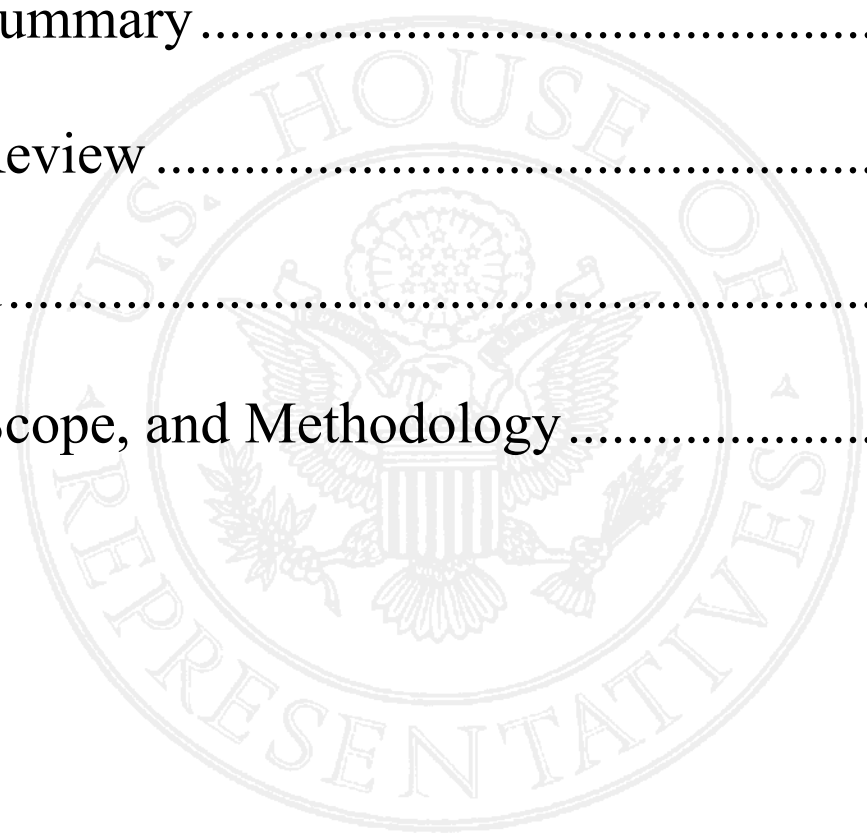 ummary ................................................
eview ................................................
................................................
cope, and Methodology ....................
U.S. HOUSE OF REPRESENTATIVES